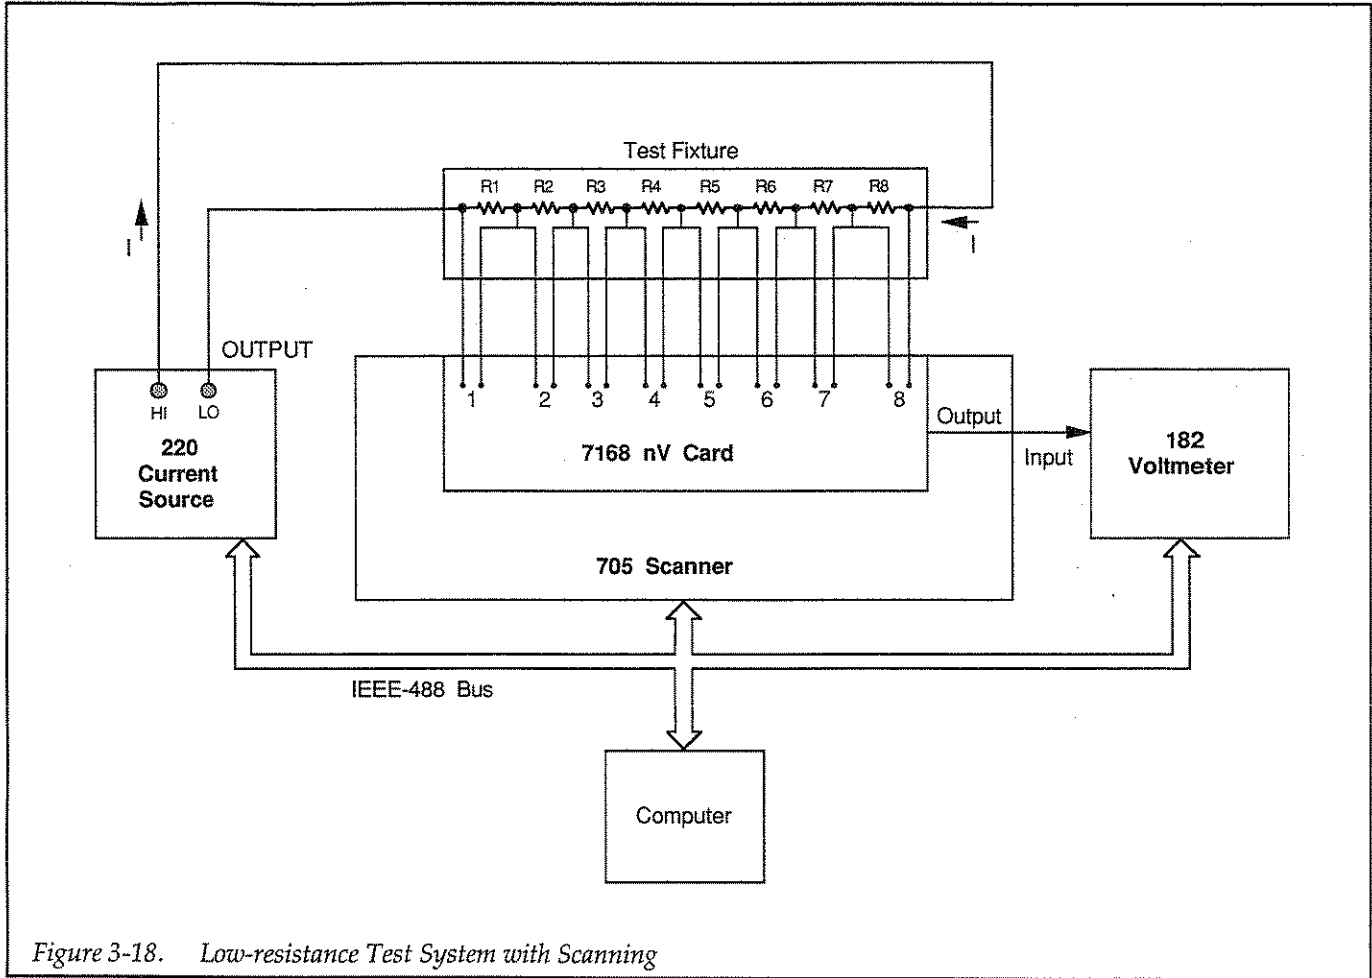 Test Fixture
R1 R2 R3 R4 R5 R6 R7 R8
I
I
OUTPUT
HI LO
220
Current
Source
1 2 3 4 5 6 7 8
7168 nV Card
Output
Input
182
Voltmeter
705 Scanner
IEEE-488 Bus
Computer
Figure 3-18. Low-resistance Test System with Scanning